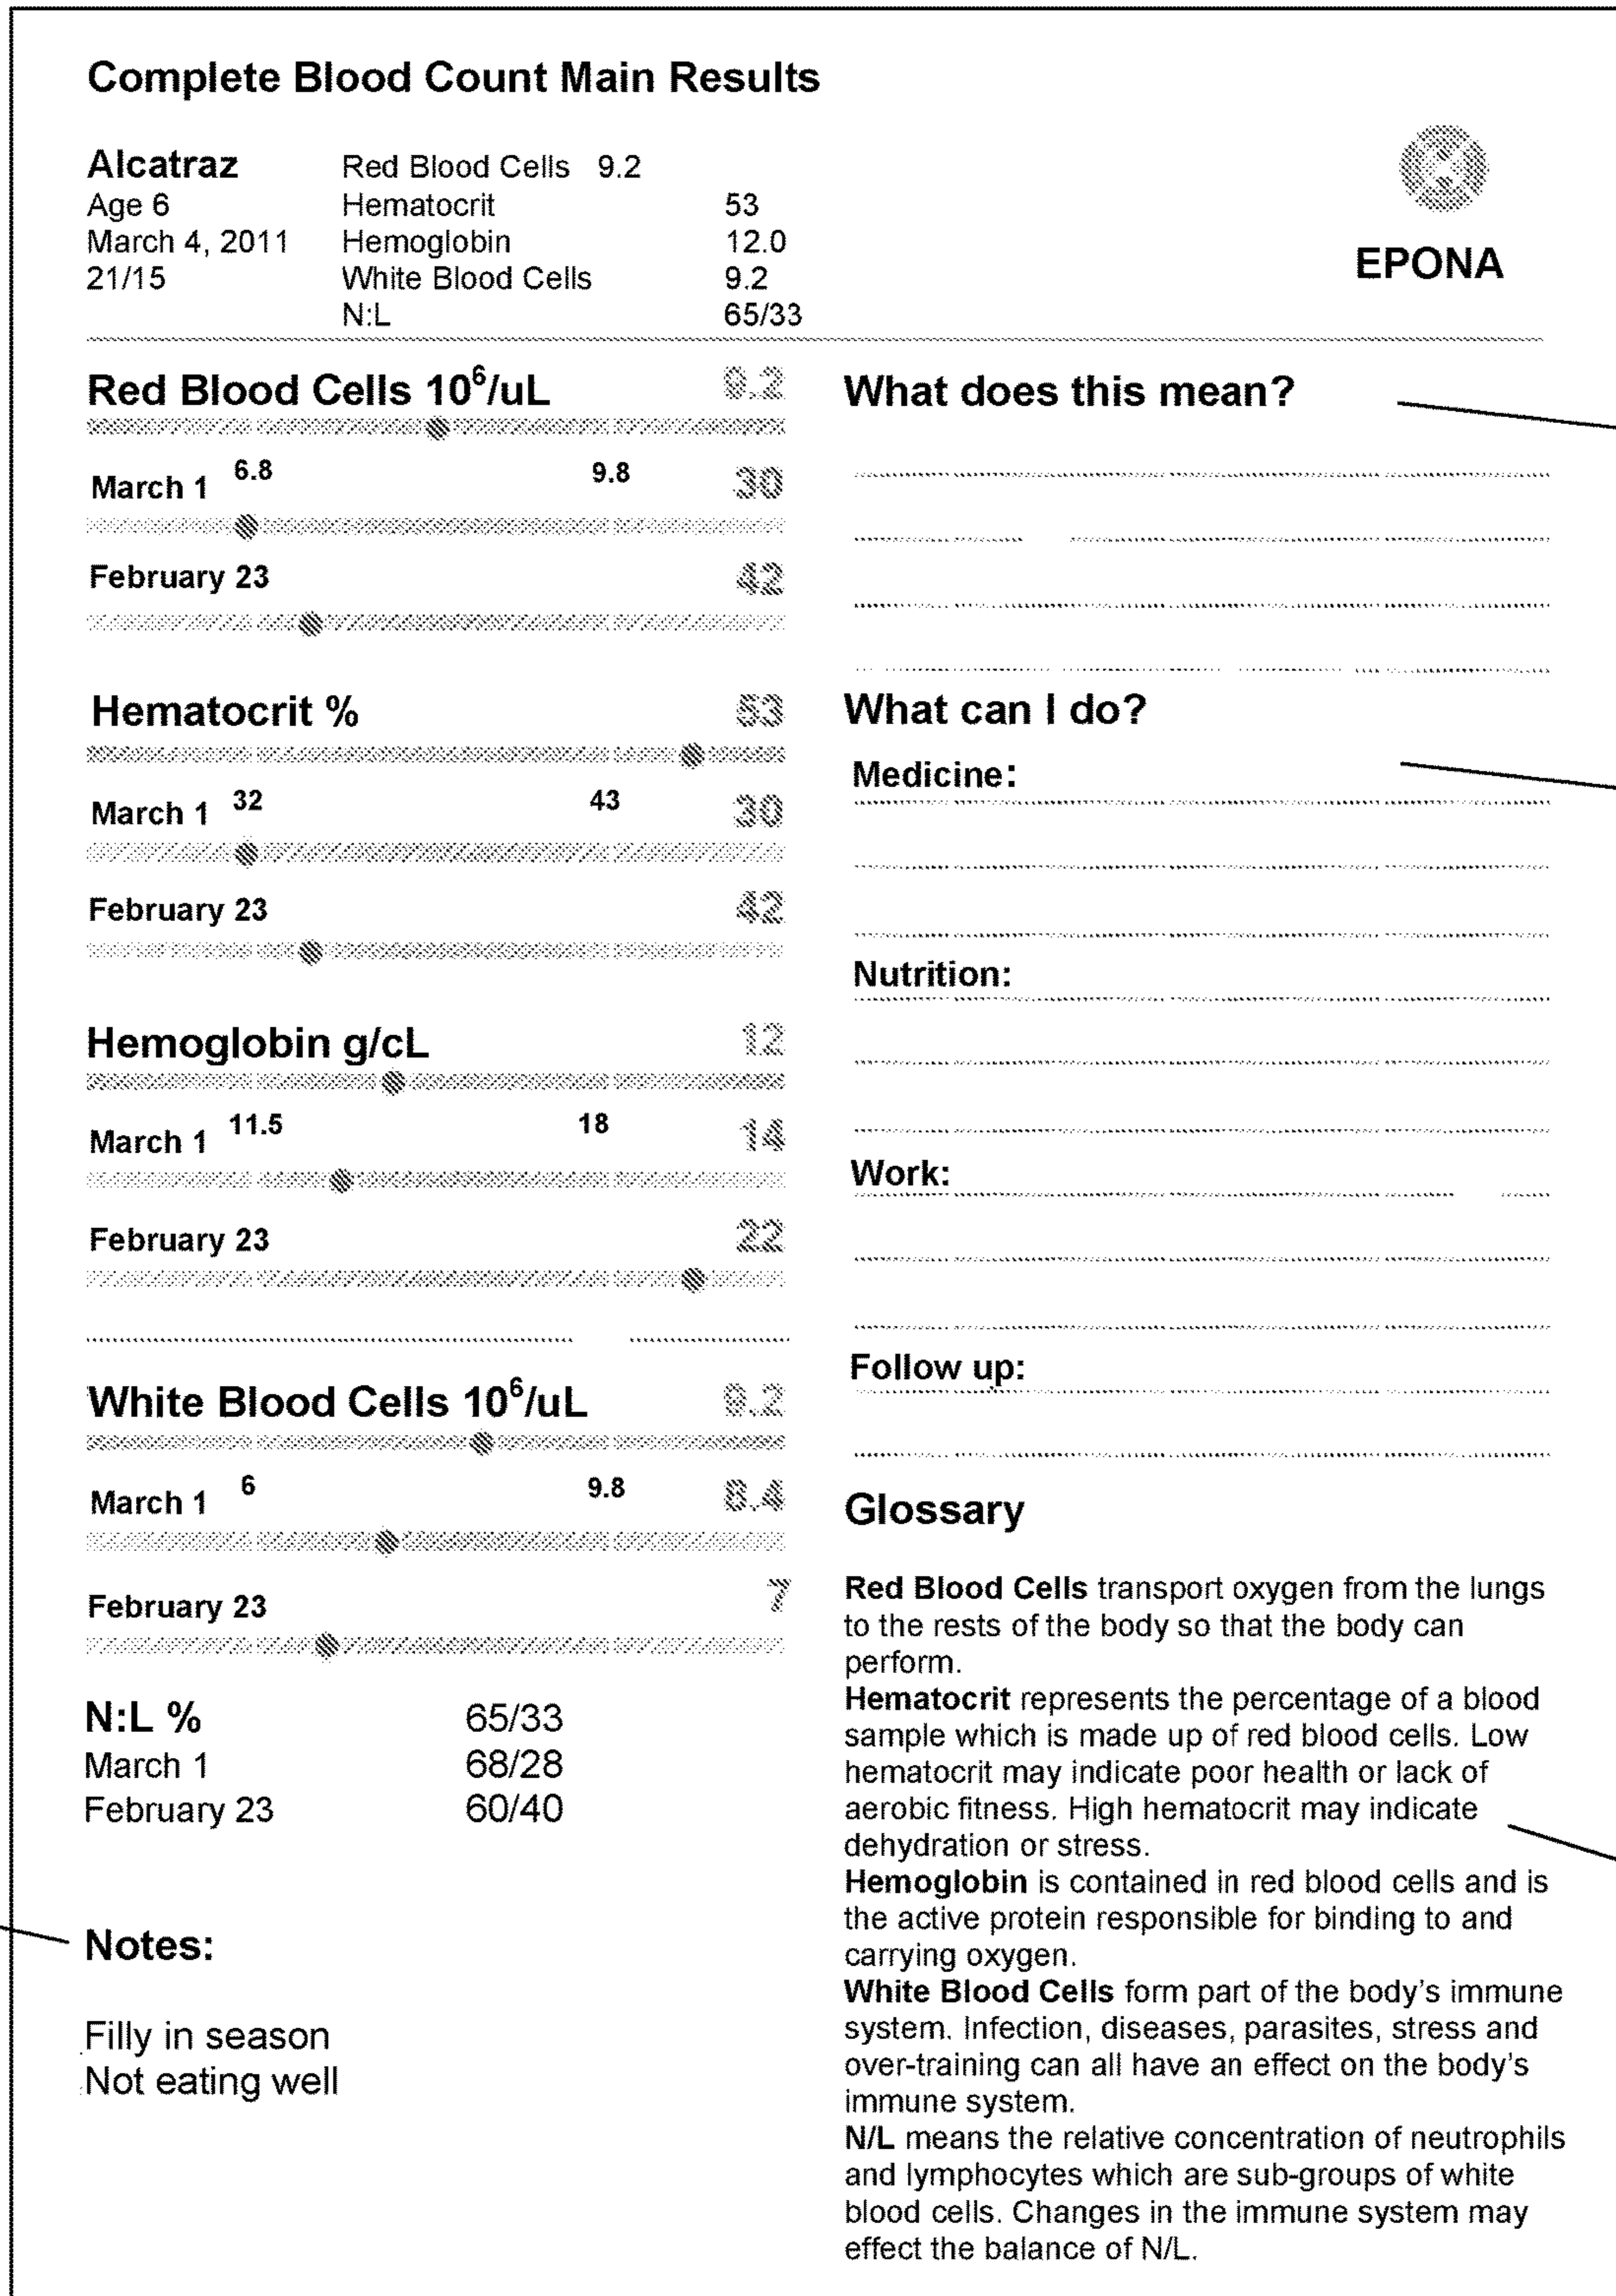 Complete Blood Count Main Results
Alcatraz Red Blood Cells 9.2
Age 6 Hematocrit 53
March 4, 2011 Hemoglobin 12.0
21/15 White Blood Cells 9.2
N:L 65/33
EPONA
Red Blood Cells 10⁶/uL 9.2
March 1 6.8 9.8 30
February 23 42
Hematocrit % 53
March 1 32 43 30
February 23 42
Hemoglobin g/cL 12
March 1 11.5 18 14
February 23 22
White Blood Cells 10⁶/uL 9.2
March 1 6 9.8 8.4
February 23 7
N:L % 65/33
March 1 68/28
February 23 60/40
Notes:
Filly in season
Not eating well
What does this mean?
What can I do?
Medicine:
Nutrition:
Work:
Follow up:
Glossary
Red Blood Cells transport oxygen from the lungs
to the rests of the body so that the body can
perform.
Hematocrit represents the percentage of a blood
sample which is made up of red blood cells. Low
hematocrit may indicate poor health or lack of
aerobic fitness. High hematocrit may indicate
dehydration or stress.
Hemoglobin is contained in red blood cells and is
the active protein responsible for binding to and
carrying oxygen.
White Blood Cells form part of the body's immune
system. Infection, diseases, parasites, stress and
over-training can all have an effect on the body's
immune system.
N/L means the relative concentration of neutrophils
and lymphocytes which are sub-groups of white
blood cells. Changes in the immune system may
effect the balance of N/L.